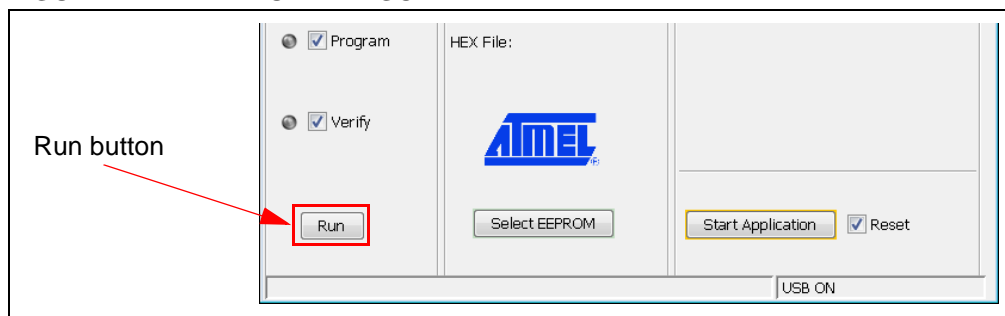 Program
HEX File:
Verify
ATMEL
®
Run button
Run
Select EEPROM
Start Application
Reset
USB ON